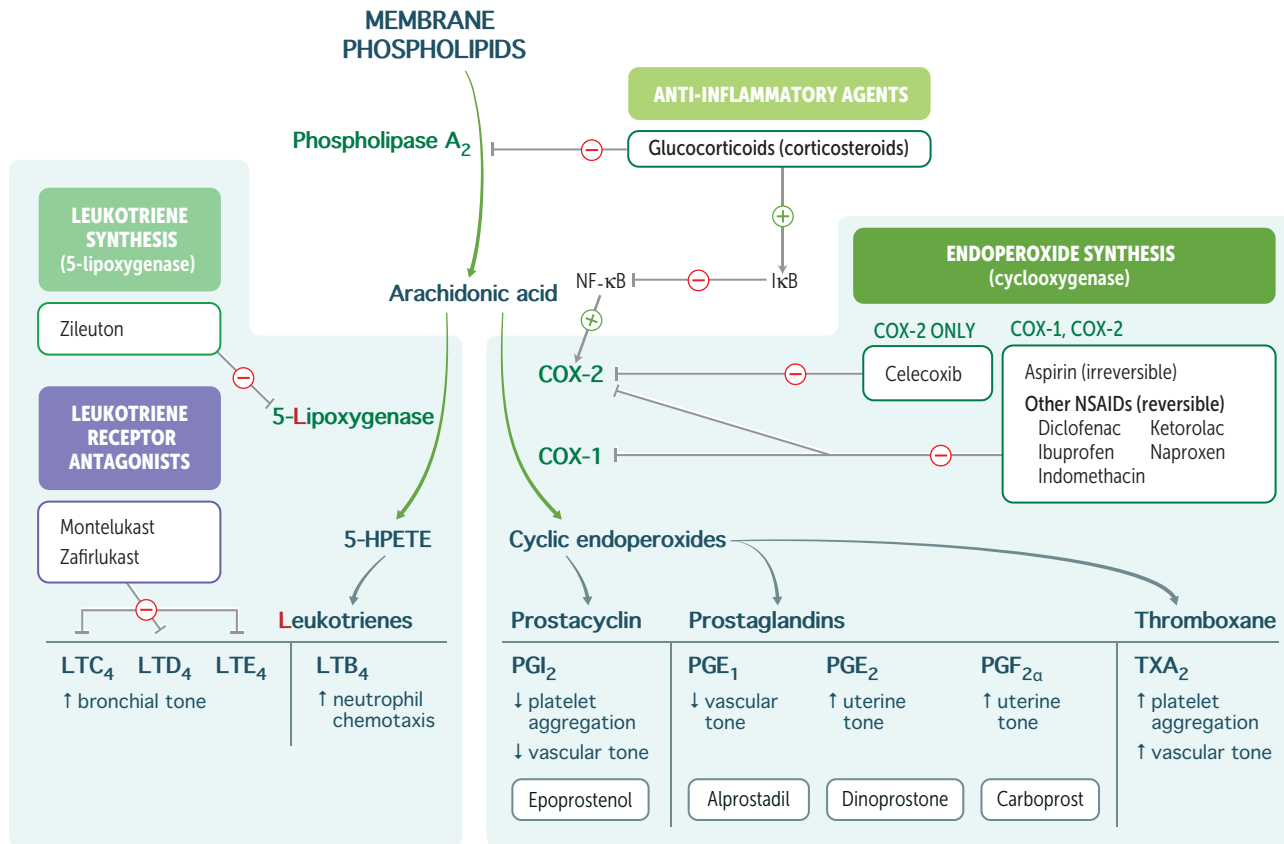 MEMBRANE
PHOSPHOLIPIDS
ANTI-INFLAMMATORY AGENTS
Phospholipase A₂
−
Glucocorticoids (corticosteroids)
LEUKOTRIENE
SYNTHESIS
(5-lipoxygenase)
+
ENDOPEROXIDE SYNTHESIS
(cyclooxygenase)
Arachidonic acid
NF-κB
−
IκB
Zileuton
+
COX-2 ONLY
COX-1, COX-2
−
COX-2
−
Celecoxib
Aspirin (irreversible)
Other NSAIDs (reversible)
Diclofenac Ketorolac
Ibuprofen Naproxen
Indomethacin
LEUKOTRIENE
RECEPTOR
ANTAGONISTS
5-Lipoxygenase
COX-1
−
Montelukast
Zafirlukast
5-HPETE
Cyclic endoperoxides
−
Leukotrienes
Prostacyclin
Prostaglandins
Thromboxane
LTC₄ LTD₄ LTE₄
↑ bronchial tone
LTB₄
↑ neutrophil
chemotaxis
PGI₂
↓ platelet
aggregation
↓ vascular tone
Epoprostenol
PGE₁
↓ vascular
tone
Alprostadil
PGE₂
↑ uterine
tone
Dinoprostone
PGF₂α
↑ uterine
tone
Carboprost
TXA₂
↑ platelet
aggregation
↑ vascular tone